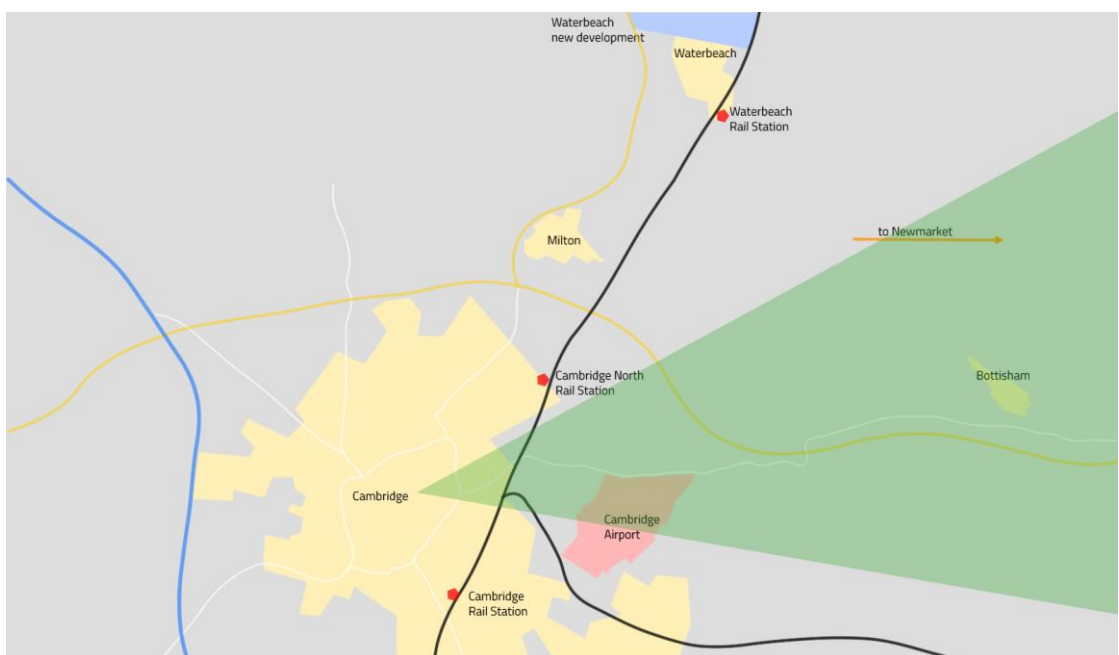 Waterbeach
new development
Waterbeach
Waterbeach
Rail Station
to Newmarket
Milton
Cambridge North
Rail Station
Bottisham
Cambridge
Cambridge
Airport
Cambridge
Rail Station